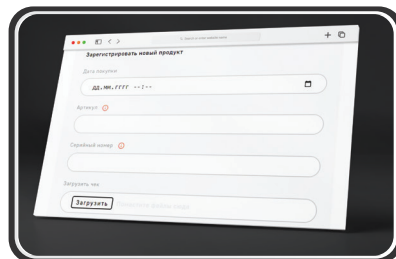 Зарегистрировать новый продукт
Дата покупки
ДД.ММ.ГГГГ --:--
Артикул
Серийный номер
Загрузить чек
Загрузить